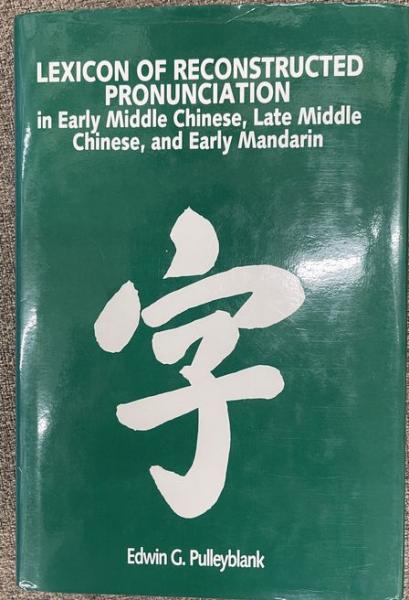 LEXICON OF RECONSTRUCTED
PRONUNCIATION
in Early Middle Chinese, Late Middle
Chinese, and Early Mandarin
字
Edwin G. Pulleyblank